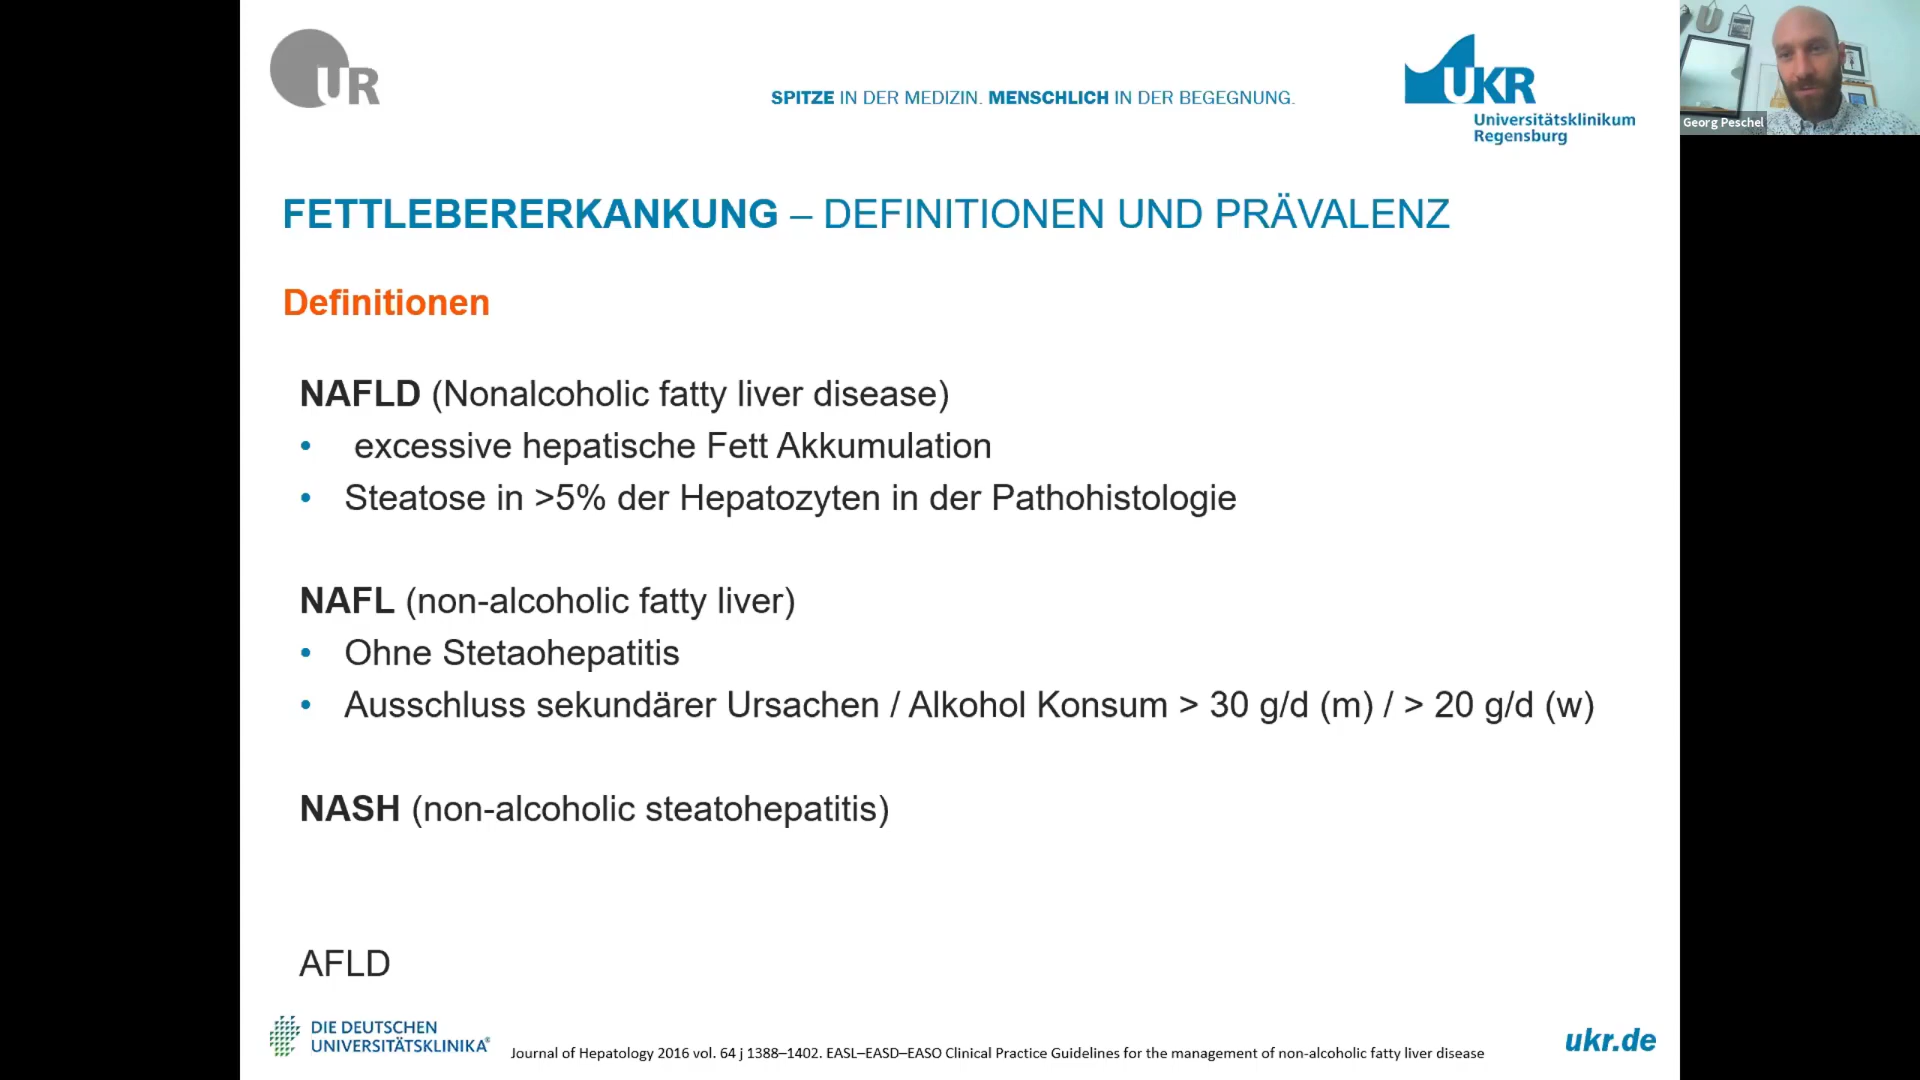 UR
SPITZE IN DER MEDIZIN. MENSCHLICH IN DER BEGEGNUNG.
UKR
Universitätsklinikum
Regensburg
Georg Peschel
FETTLEBERERKANKUNG – DEFINITIONEN UND PRÄVALENZ
Definitionen
NAFLD (Nonalcoholic fatty liver disease)
• excessive hepatische Fett Akkumulation
• Steatose in >5% der Hepatozyten in der Pathohistologie
NAFL (non-alcoholic fatty liver)
• Ohne Stetaohepatitis
• Ausschluss sekundärer Ursachen / Alkohol Konsum > 30 g/d (m) / > 20 g/d (w)
NASH (non-alcoholic steatohepatitis)
AFLD
DIE DEUTSCHEN
UNIVERSITÄTSKLINIKA®
Journal of Hepatology 2016 vol. 64 j 1388–1402. EASL–EASD–EASO Clinical Practice Guidelines for the management of non-alcoholic fatty liver disease
ukr.de